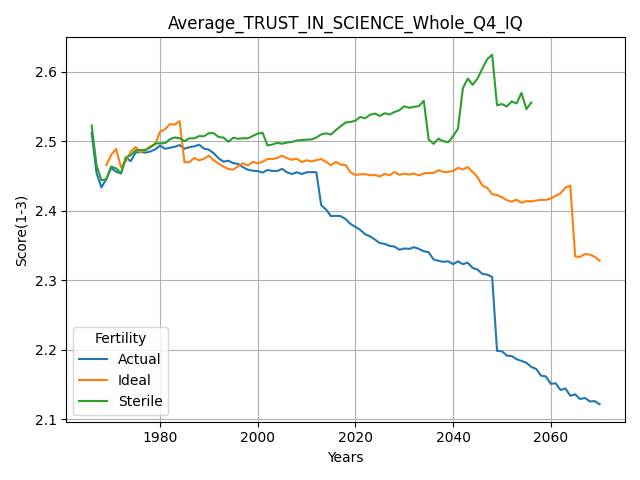 Average_TRUST_IN_SCIENCE_Whole_Q4_IQ
Score(1-3)
2.6
2.5
2.4
2.3
2.2
2.1
Fertility
Actual
Ideal
Sterile
1980
2000
2020
2040
2060
Years